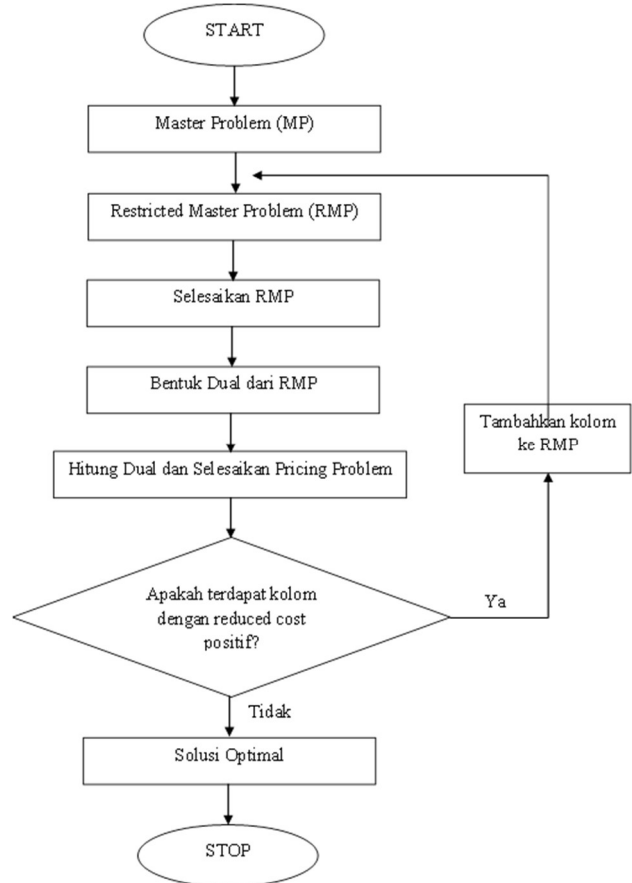 START
Master Problem (MP)
Restricted Master Problem (RMP)
Selesaikan RMP
Bentuk Dual dari RMP
Tambahkan kolom
ke RMP
Hitung Dual dan Selesaikan Pricing Problem
Apakah terdapat kolom
dengan reduced cost
positif?
Ya
Tidak
Solusi Optimal
STOP